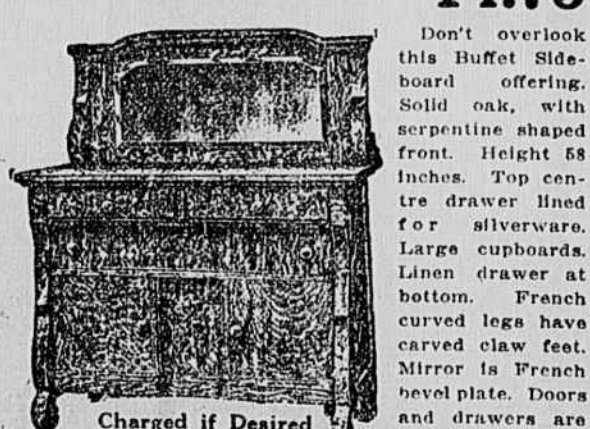 Don't overlook
this Buffet Side-
board offering.
Solid oak, with
serpentine shaped
front. Height 58
inches. Top cen-
tre drawer lined
for silverware.
Large cupboards.
Linen drawer at
bottom. French
curved legs have
carved claw feet.
Mirror is French
bevel plate. Doors
and drawers are
Charged if Desired